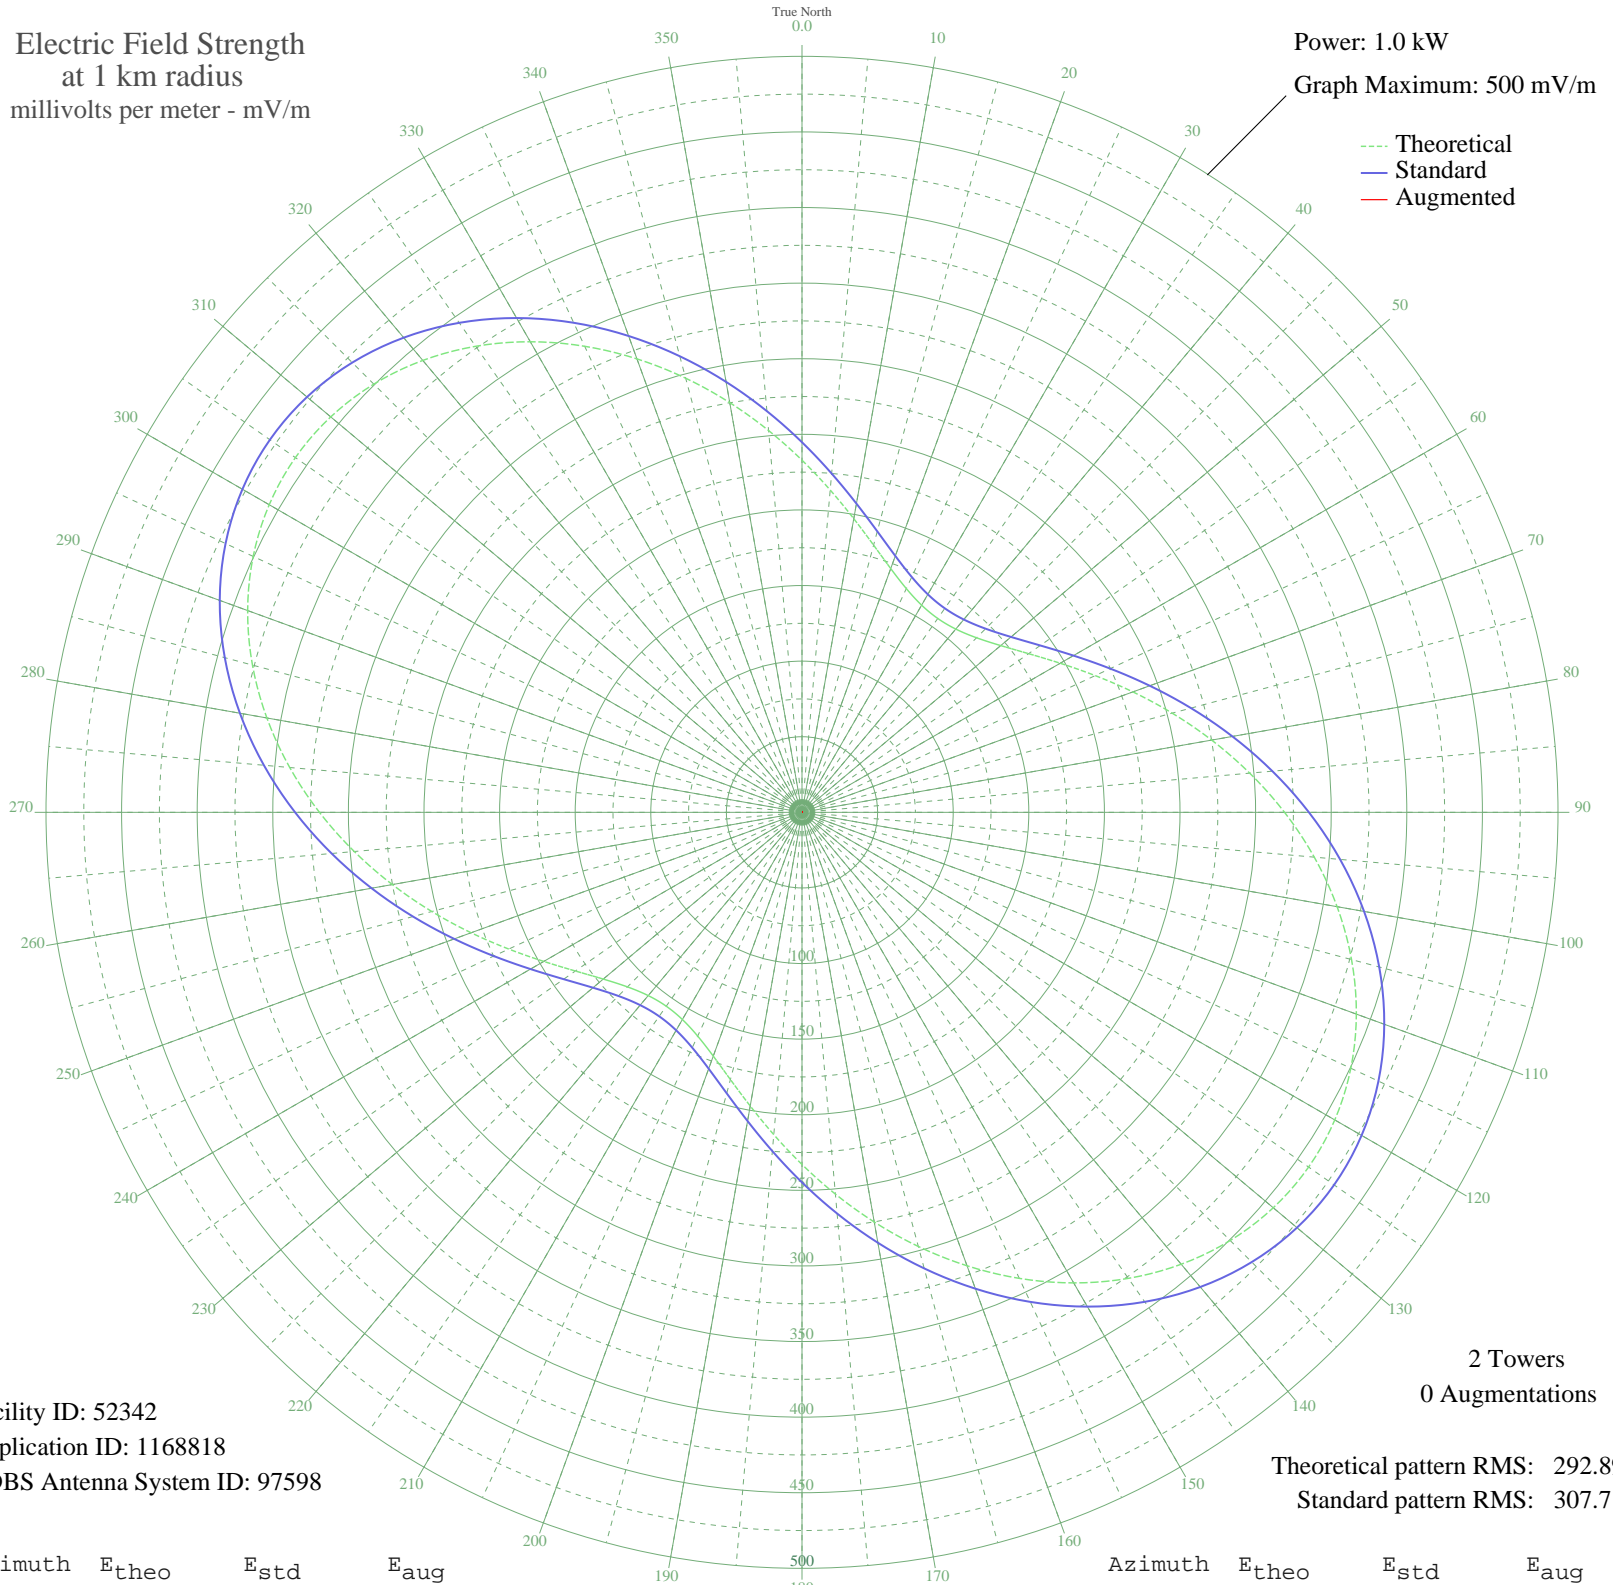 True North
0.0
Electric Field Strength
at 1 km radius
millivolts per meter - mV/m
Power: 1.0 kW
Graph Maximum: 500 mV/m
Theoretical
Standard
Augmented
10
20
30
40
50
60
70
80
90
100
110
120
130
140
150
160
170
190
200
210
220
230
240
250
260
270
280
290
300
310
320
330
340
350
100
150
200
250
300
350
400
450
500
2 Towers
0 Augmentations
cility ID: 52342
plication ID: 1168818
DBS Antenna System ID: 97598
Theoretical pattern RMS: 292.89
Standard pattern RMS: 307.7
imuth Etheo Estd Eaug Azimuth Etheo Estd Eaug